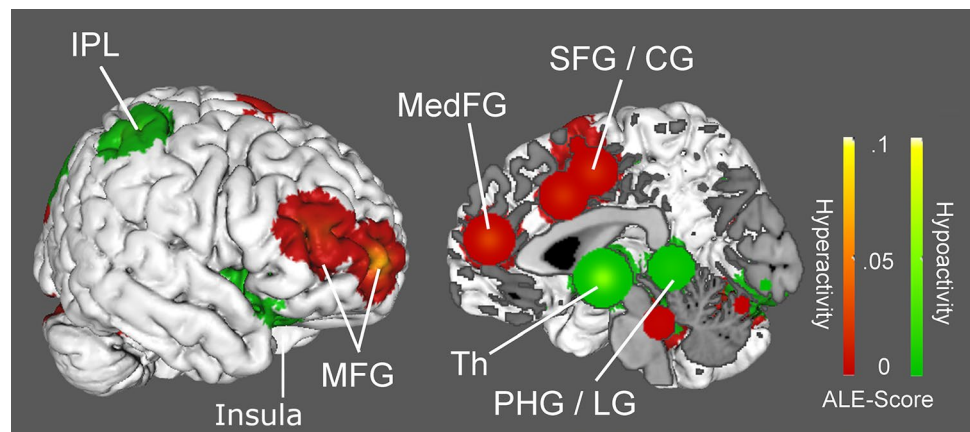 IPL
SFG / CG
MedFG
MFG
Insula
Th
PHG / LG
.1
.05
0
Hyperactivity
Hypoactivity
ALE-Score